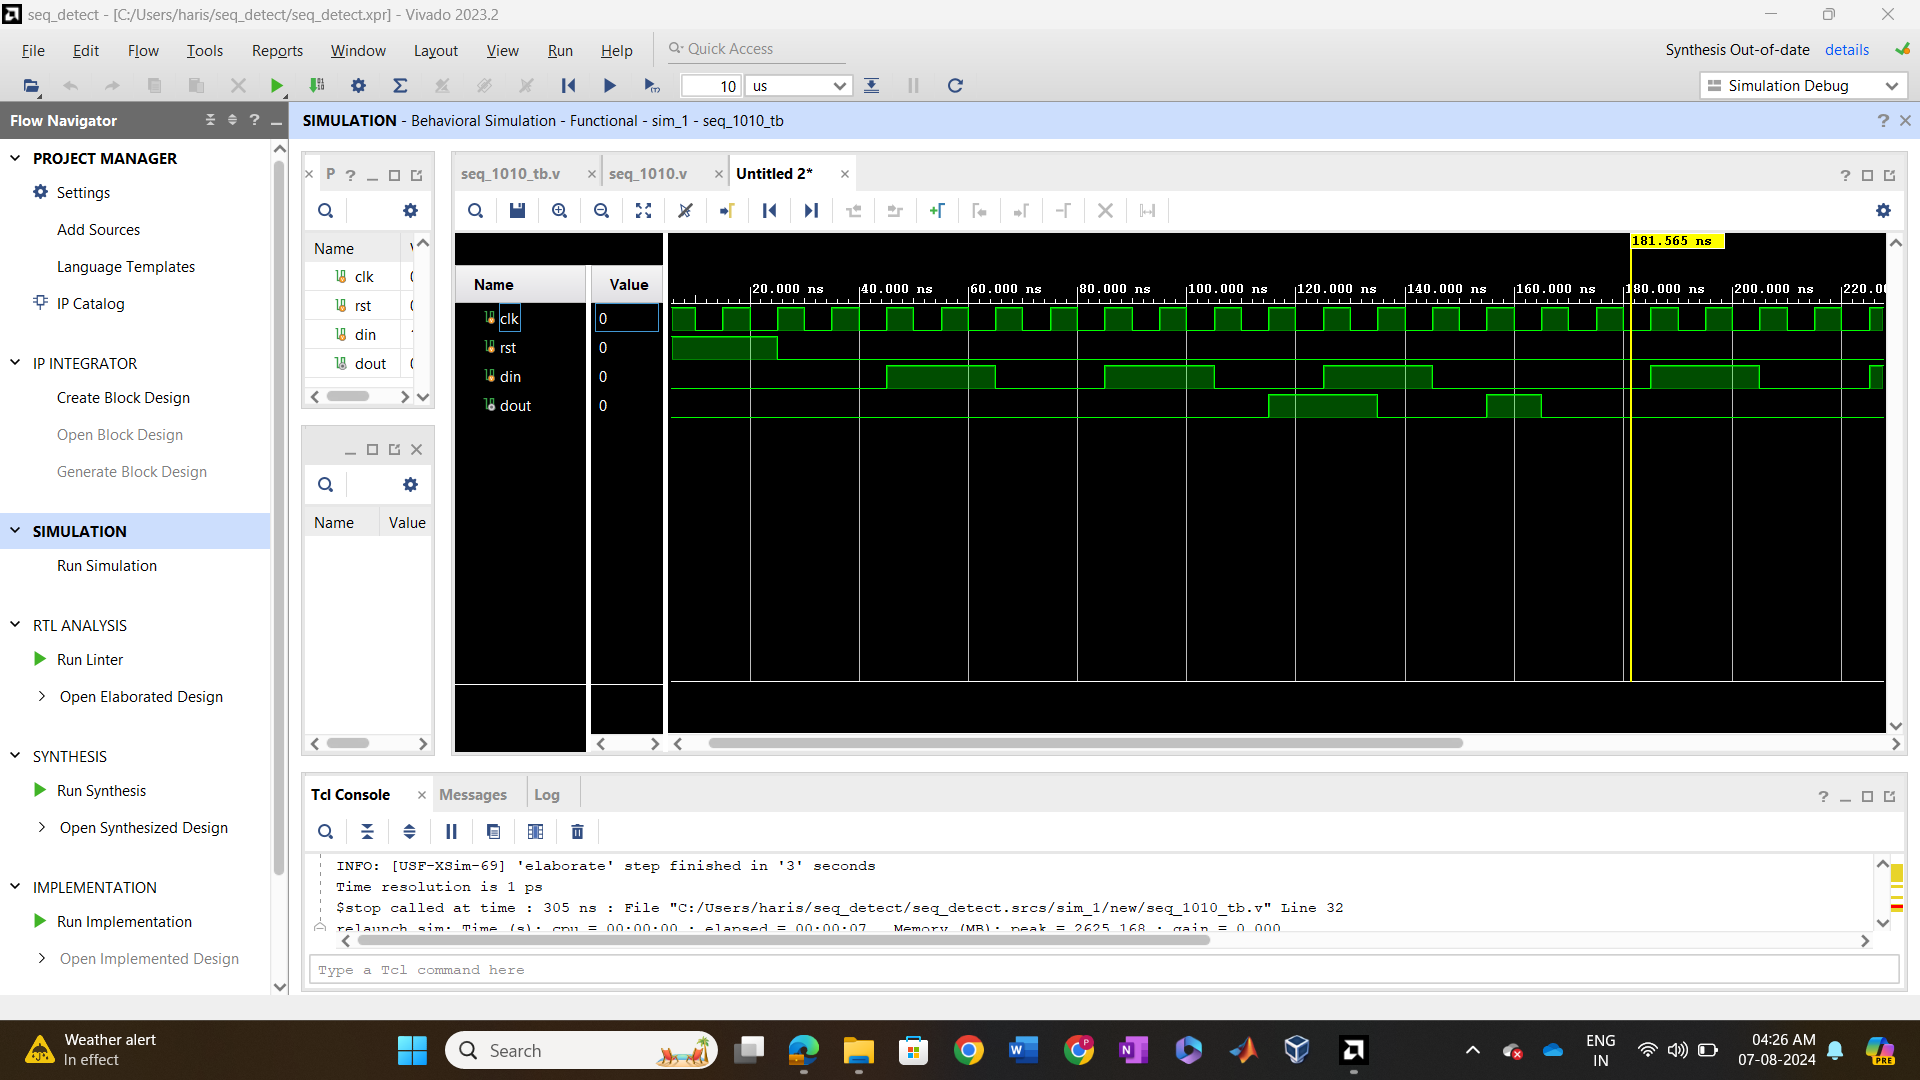 seq_detect - [C:/Users/haris/seq_detect/seq_detect.xpr] - Vivado 2023.2
File Edit Flow Tools Reports Window Layout View Run Help
Quick Access
Synthesis Out-of-date details
10 us
Simulation Debug
Flow Navigator
SIMULATION - Behavioral Simulation - Functional - sim_1 - seq_1010_tb
PROJECT MANAGER
Settings
Add Sources
Language Templates
IP Catalog
IP INTEGRATOR
Create Block Design
Open Block Design
Generate Block Design
SIMULATION
Run Simulation
RTL ANALYSIS
Run Linter
Open Elaborated Design
SYNTHESIS
Run Synthesis
Open Synthesized Design
IMPLEMENTATION
Run Implementation
Open Implemented Design
P
Name
clk
rst
din
dout
Name Value
seq_1010_tb.v seq_1010.v Untitled 2*
181.565 ns
Name Value
20.000 ns 40.000 ns 60.000 ns 80.000 ns 100.000 ns 120.000 ns 140.000 ns 160.000 ns 180.000 ns 200.000 ns 220.0
clk 0
rst 0
din 0
dout 0
Tcl Console Messages Log
INFO: [USF-XSim-69] 'elaborate' step finished in '3' seconds
Time resolution is 1 ps
$stop called at time : 305 ns : File "C:/Users/haris/seq_detect/seq_detect.srcs/sim_1/new/seq_1010_tb.v" Line 32
relaunch_sim: Time (s): cpu = 00:00:00 ; elapsed = 00:00:07 . Memory (MB): peak = 2625.168 ; gain = 0.000
Type a Tcl command here
Weather alert
In effect
Search
ENG
IN
04:26 AM
07-08-2024